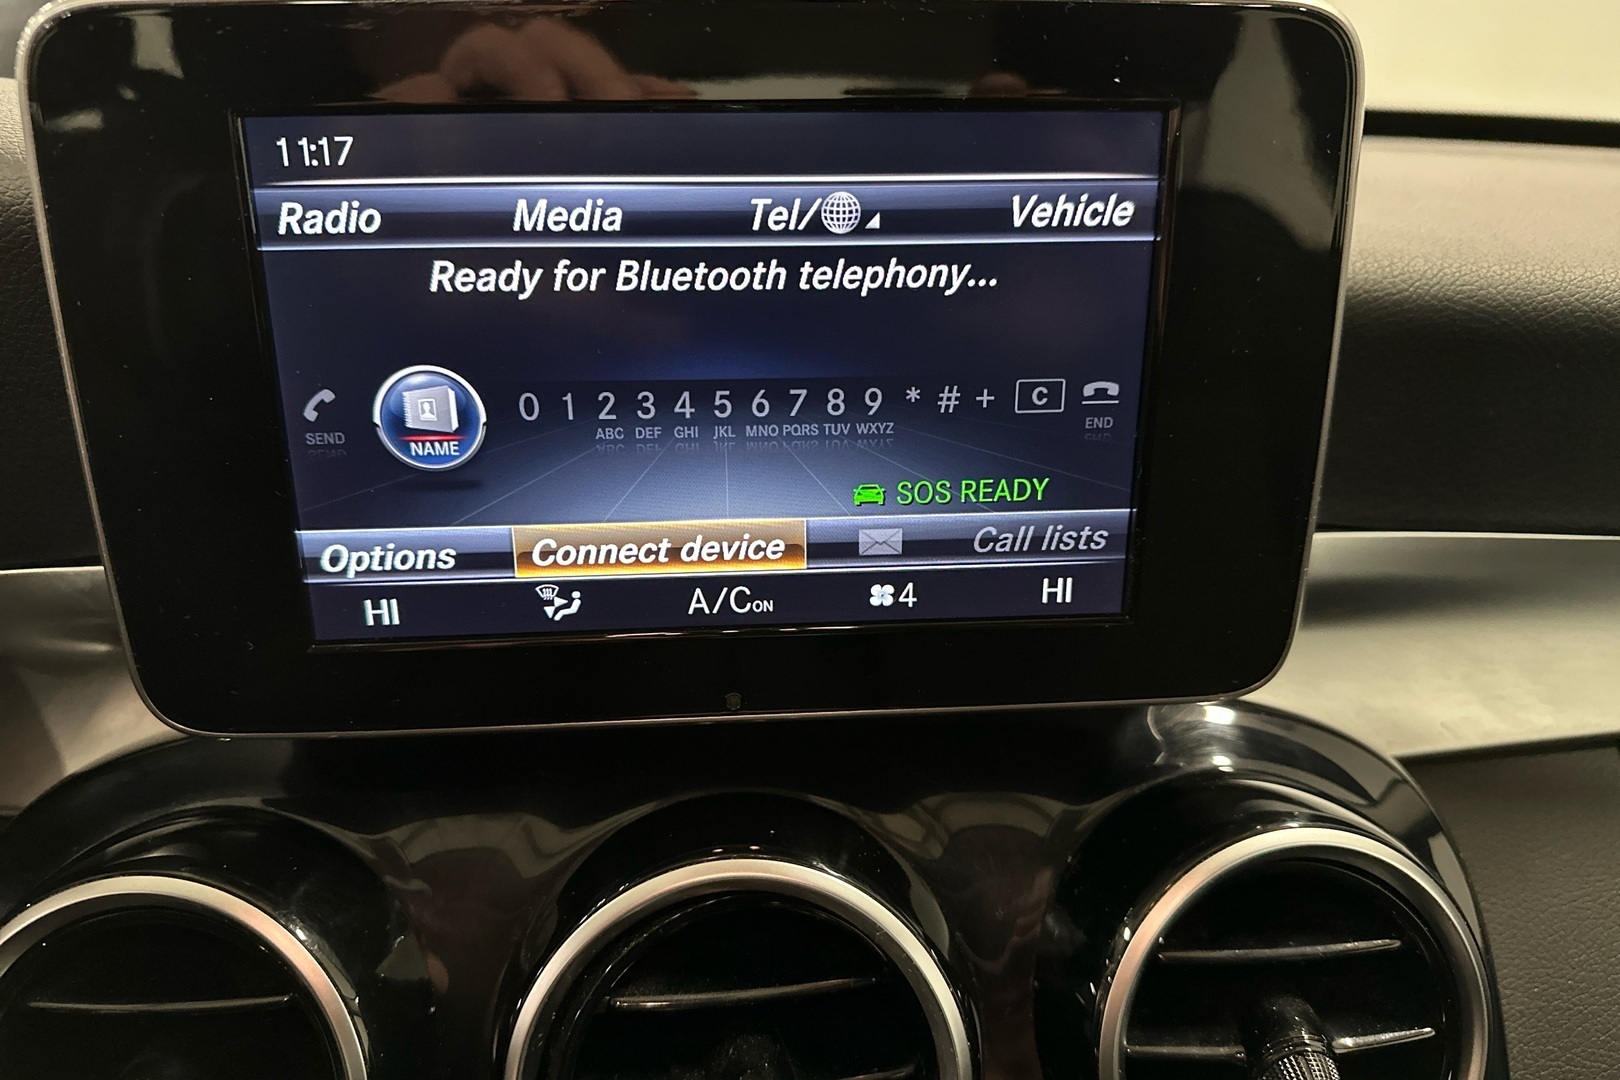 11:17
Radio Media Tel/ Vehicle
Ready for Bluetooth telephony...
0 1 2 3 4 5 6 7 8 9 * # + C
SEND NAME ABC DEF GHI JKL MNO PQRS TUV WXYZ END
SOS READY
Options Connect device Call lists
HI A/C ON 4 HI